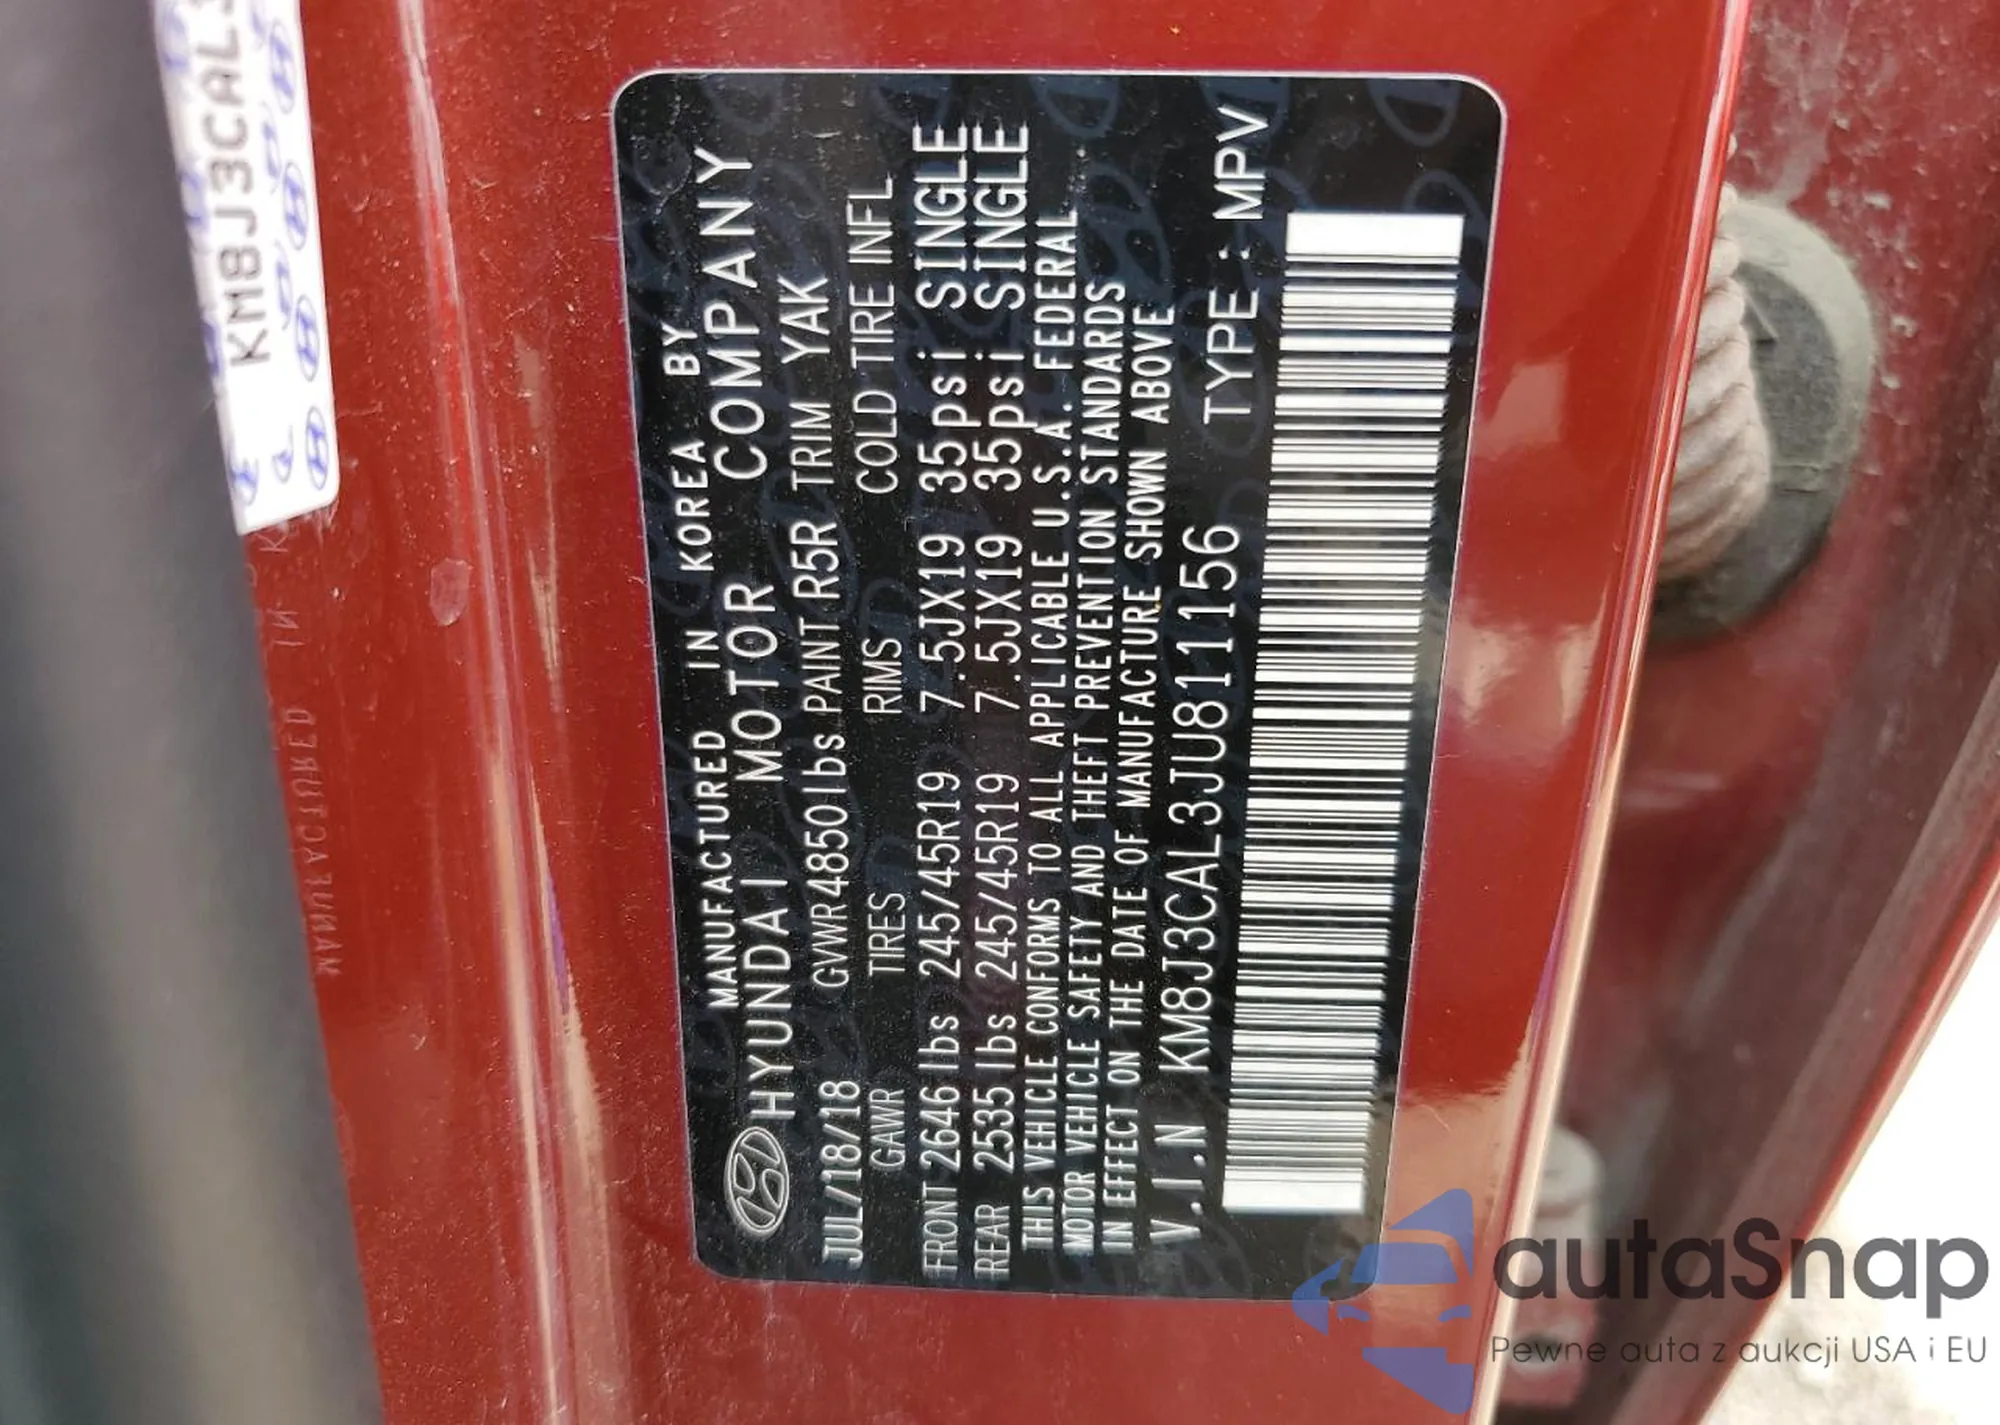 KM8J3CAL3
MANUFACTURED IN KOREA BY
HYUNDAI MOTOR COMPANY
JUL/18/18 GVWR4850lbs PAINT R5R TRIM YAK
GAWR TIRES RIMS COLD TIRE INFL
FRONT 2646 lbs 245/45R19 7.5JX19 35psi SINGLE
REAR 2535 lbs 245/45R19 7.5JX19 35psi SINGLE
THIS VEHICLE CONFORMS TO ALL APPLICABLE U.S.A. FEDERAL
MOTOR VEHICLE SAFETY AND THEFT PREVENTION STANDARDS
IN EFFECT ON THE DATE OF MANUFACTURE SHOWN ABOVE
V.I.N KM8J3CAL3JU811156 TYPE : MPV
autaSnap
Pewne auta z aukcji USA i EU